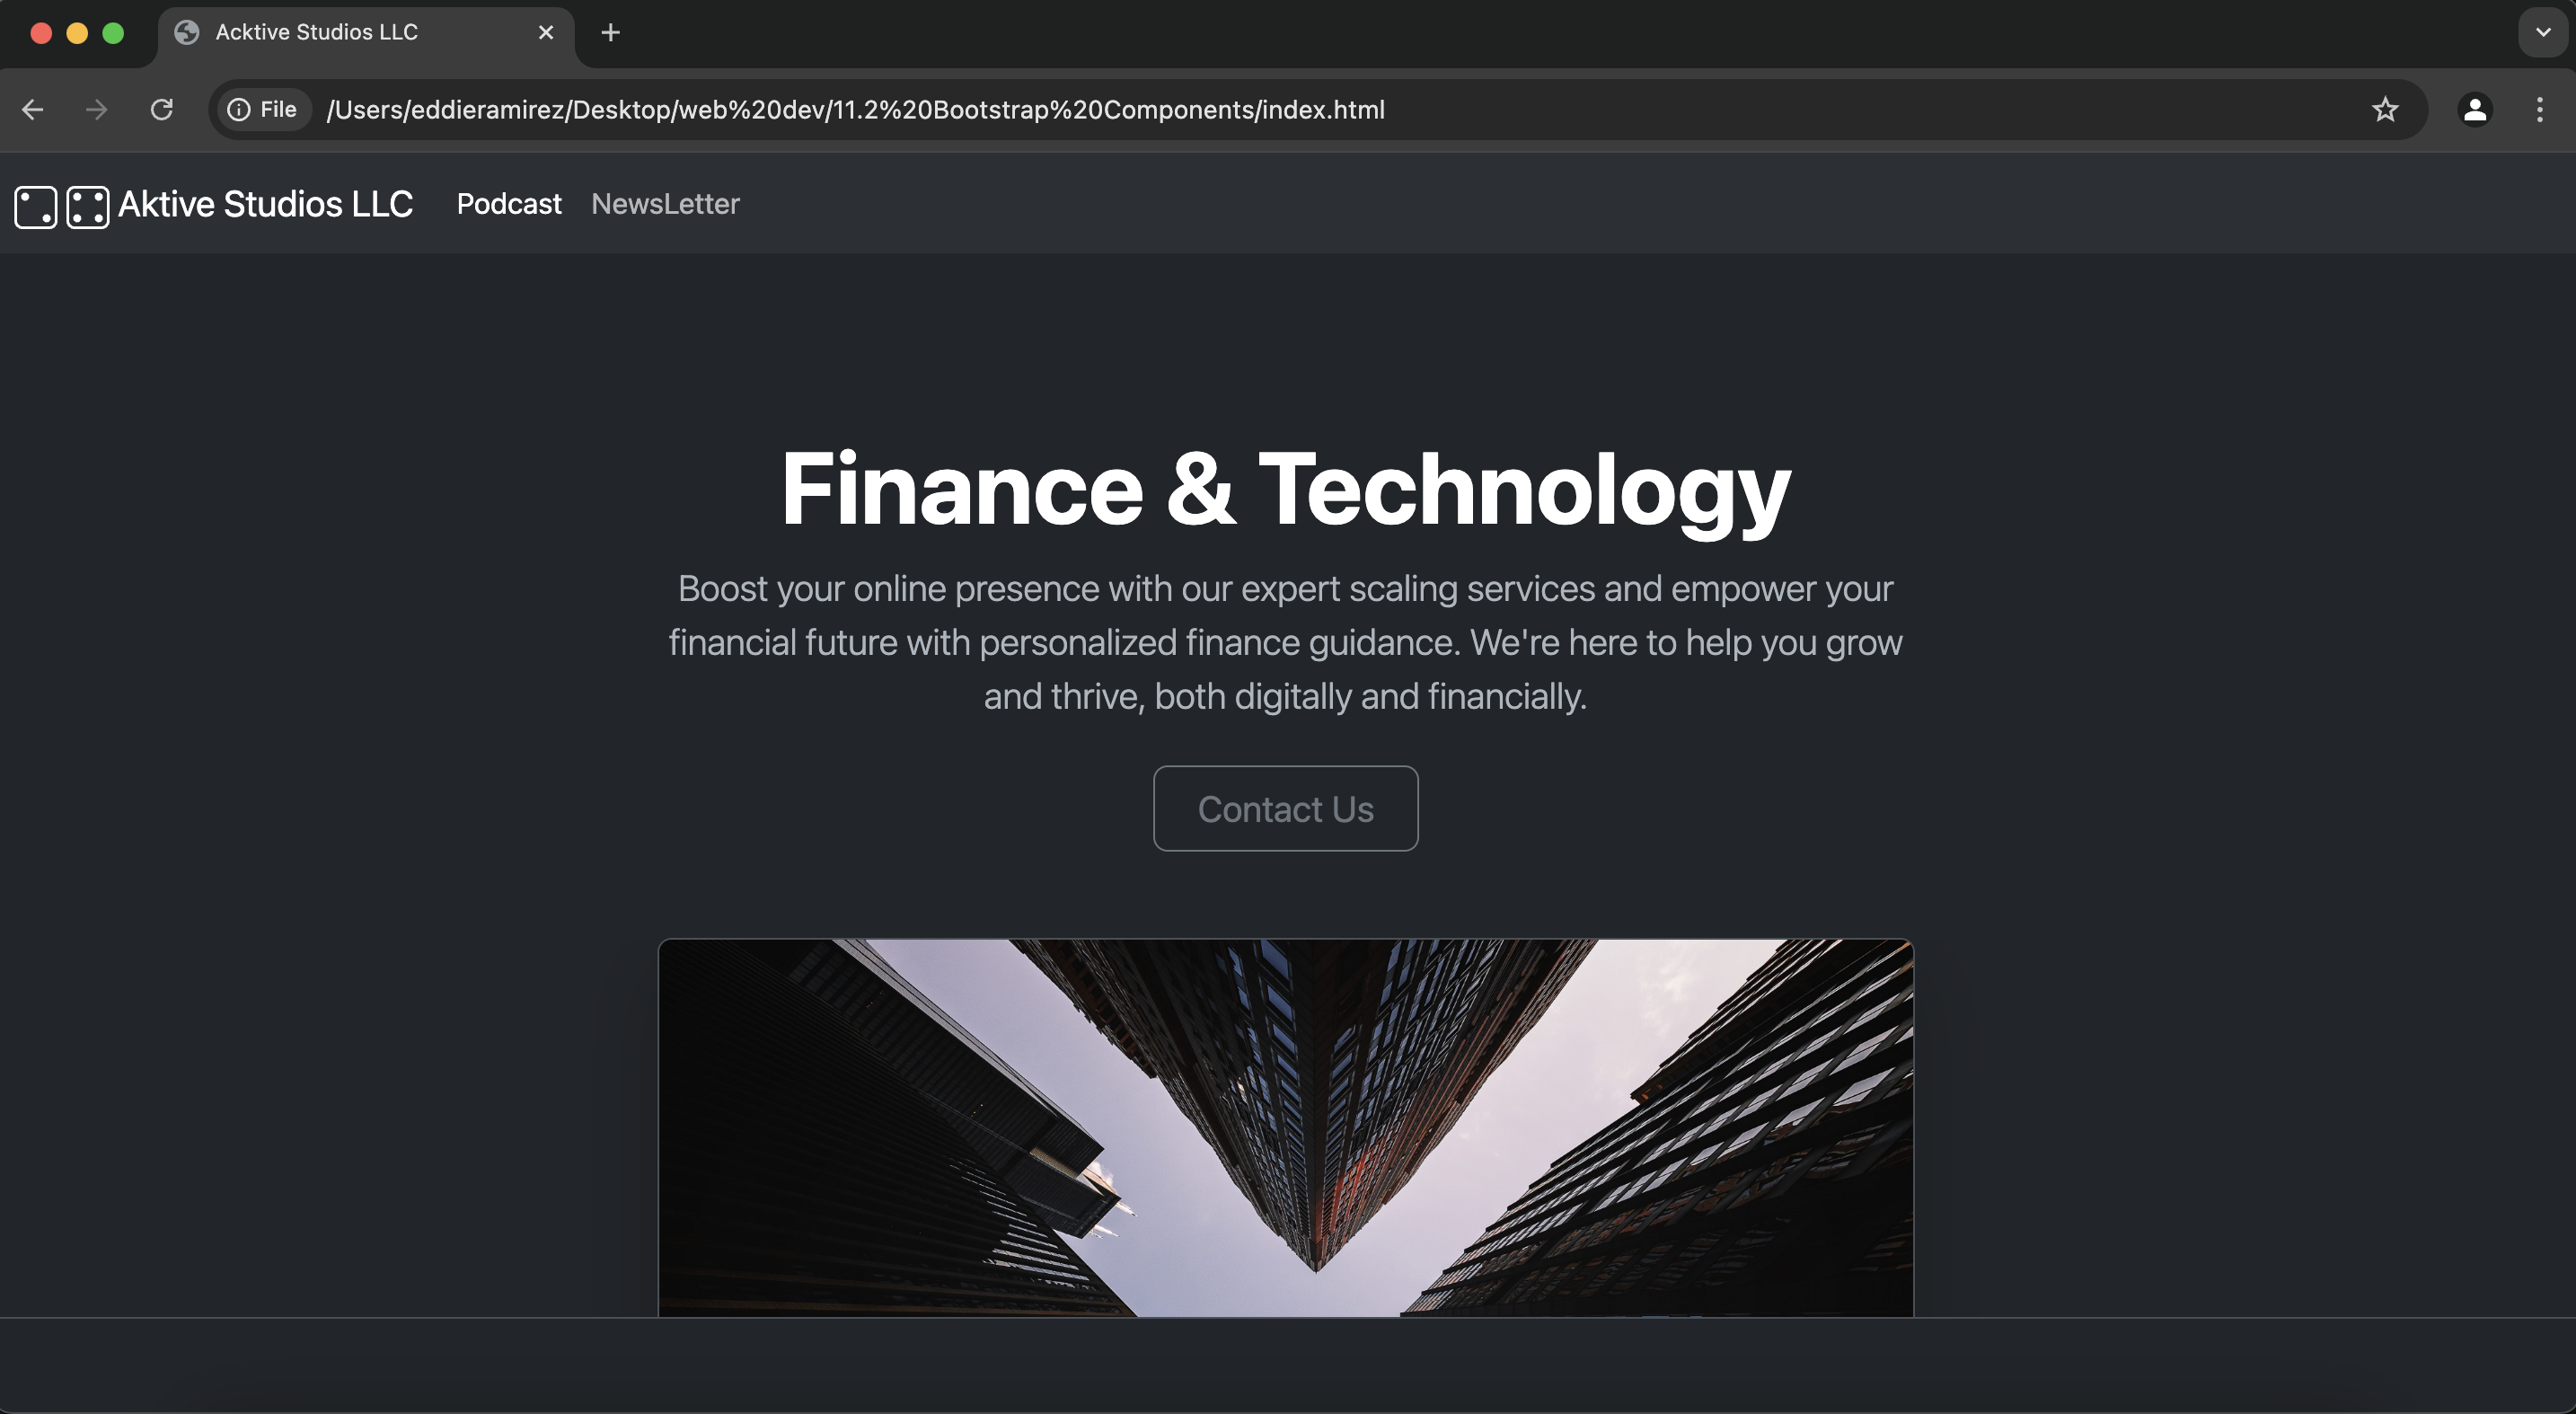 Acktive Studios LLC
File /Users/eddieramirez/Desktop/web%20dev/11.2%20Bootstrap%20Components/index.html
Aktive Studios LLC Podcast NewsLetter
Finance & Technology
Boost your online presence with our expert scaling services and empower your
financial future with personalized finance guidance. We're here to help you grow
and thrive, both digitally and financially.
Contact Us